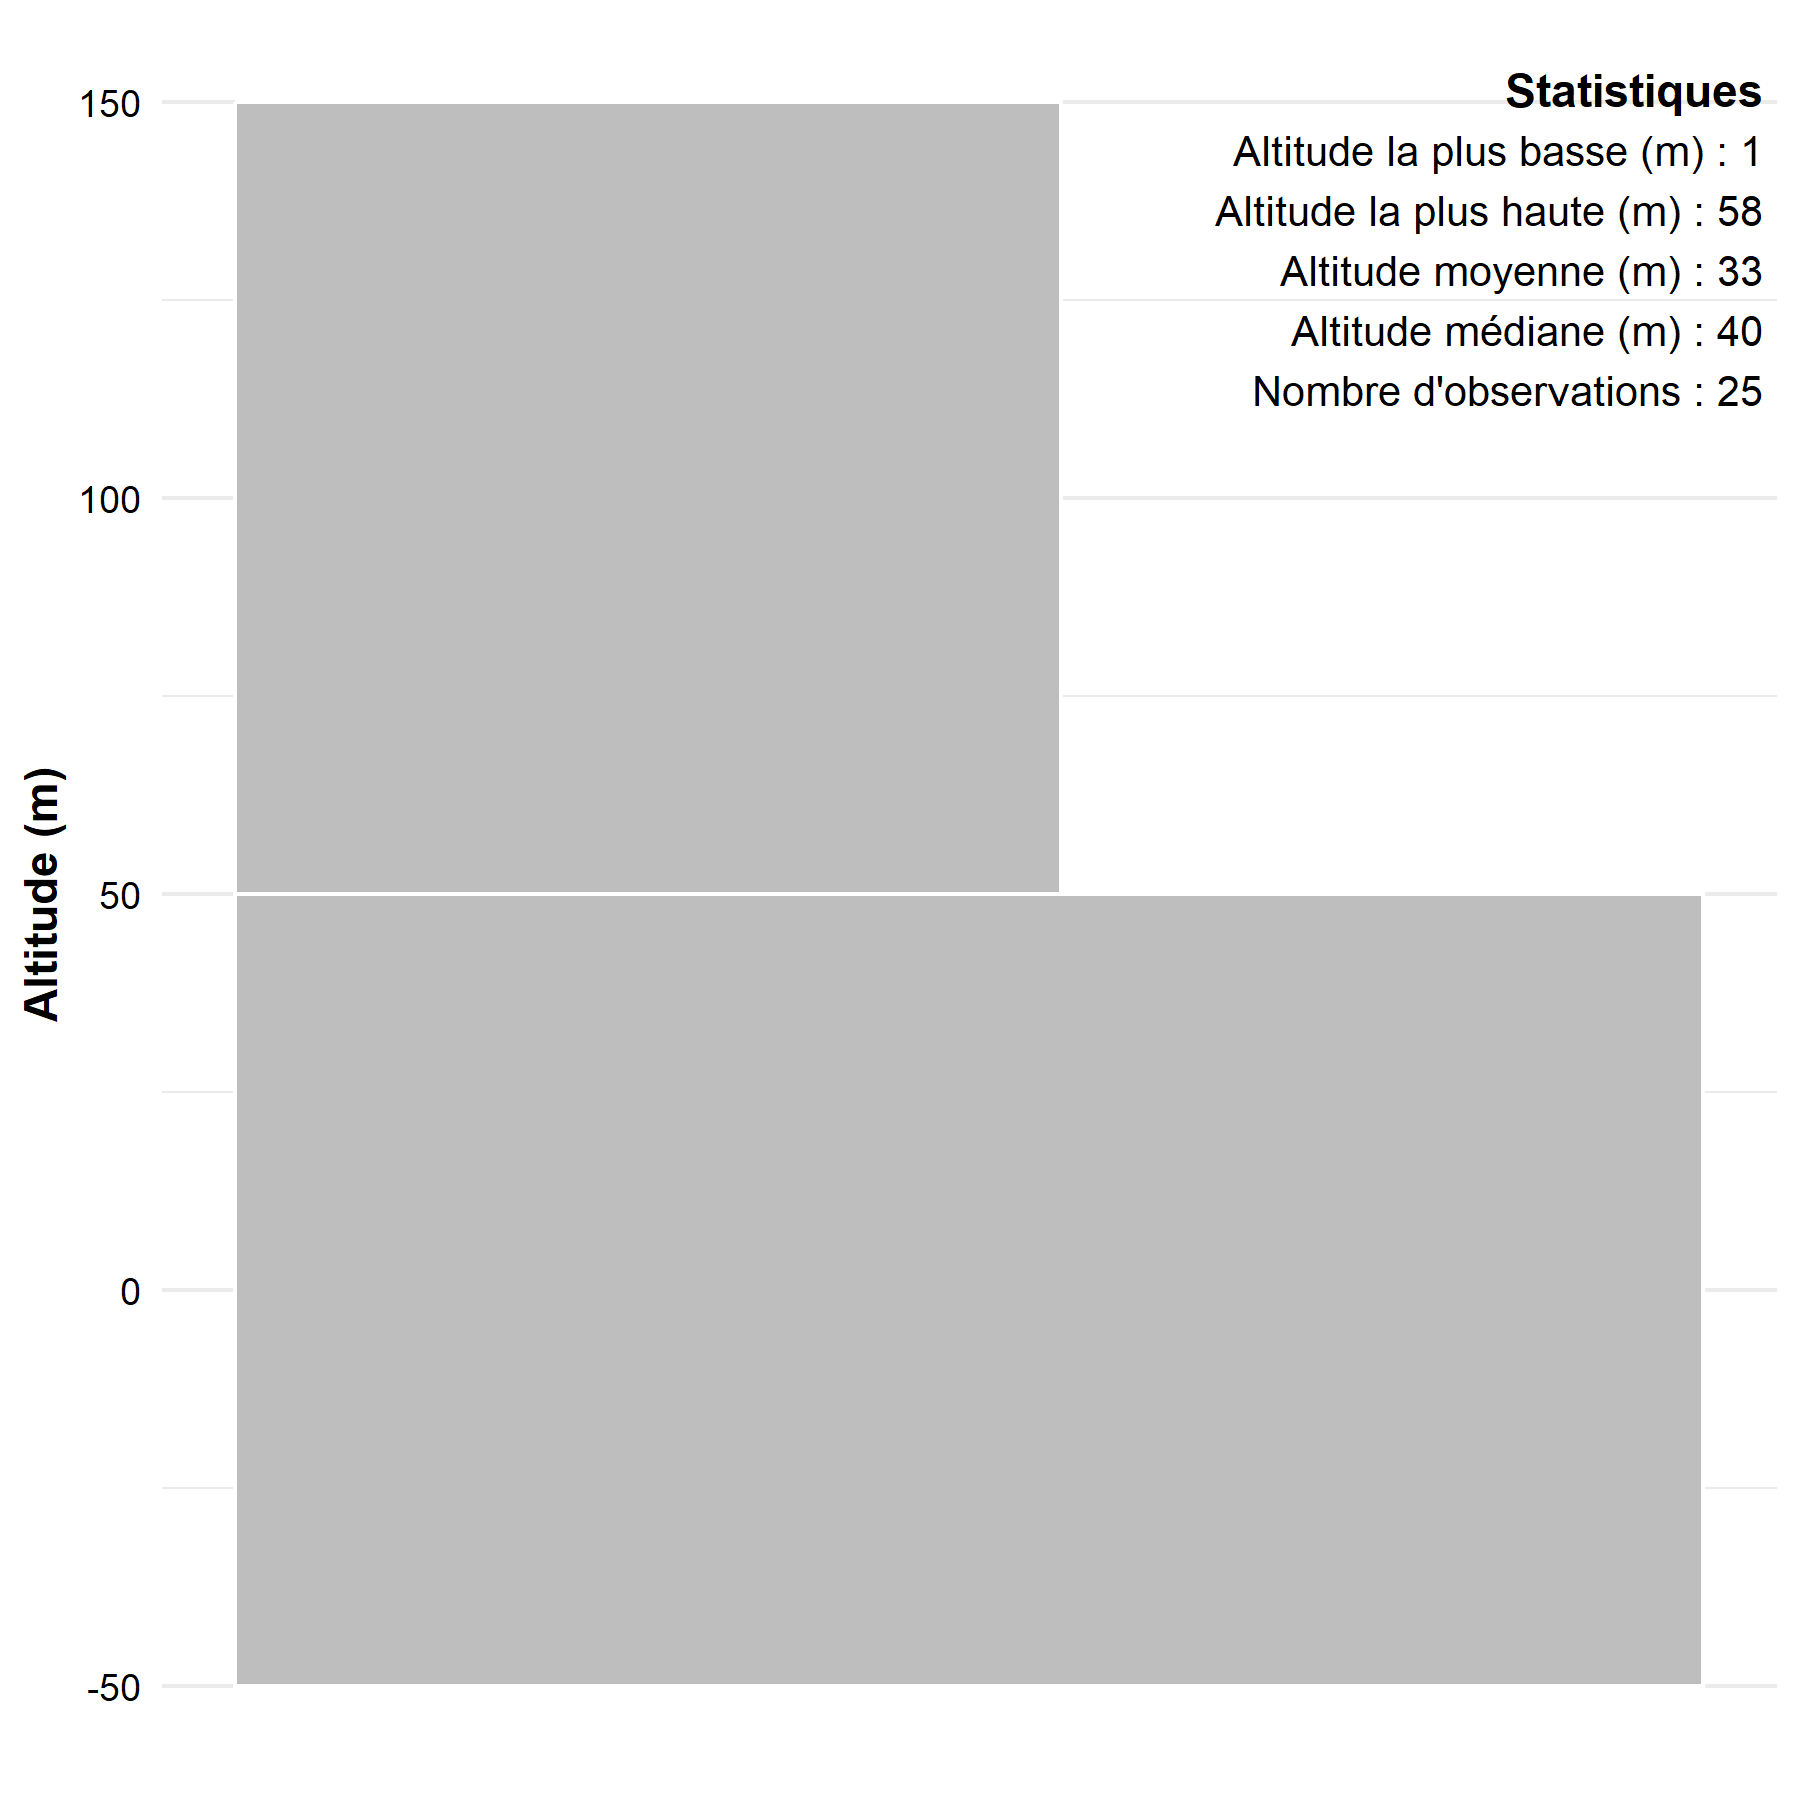 Statistiques
Altitude la plus basse (m) : 1
Altitude la plus haute (m) : 58
Altitude moyenne (m) : 33
Altitude médiane (m) : 40
Nombre d'observations : 25
150
100
50
0
-50
Altitude (m)